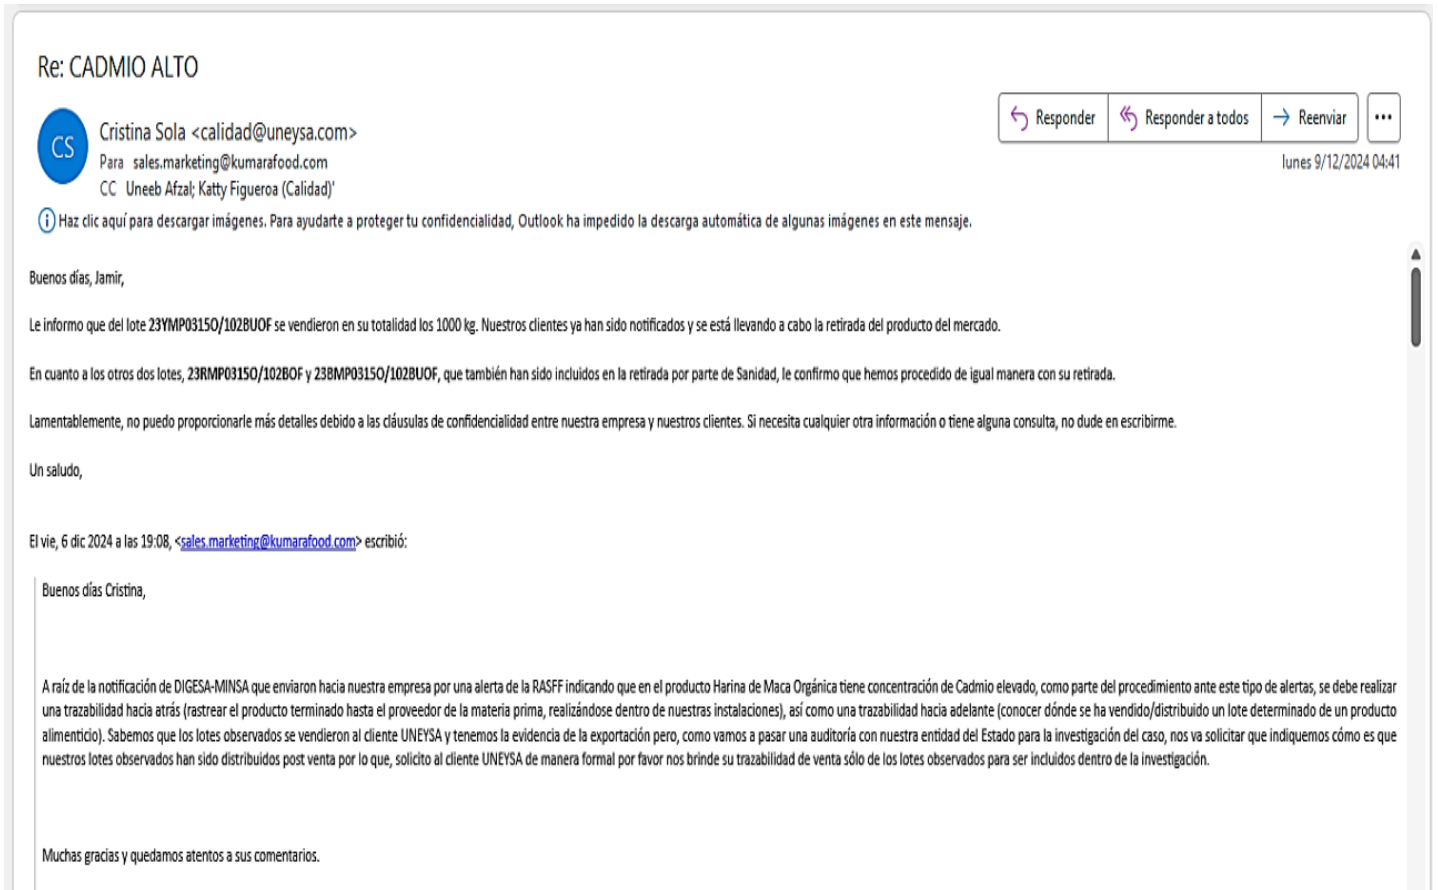 Re: CADMIO ALTO
CS
Cristina Sola <calidad@uneysa.com>
Para sales.marketing@kumarafood.com
CC Uneeb Afzal; Katty Figueroa (Calidad)'
Responder
Responder a todos
Reenviar
...
lunes 9/12/2024 04:41
Haz clic aquí para descargar imágenes. Para ayudarte a proteger tu confidencialidad, Outlook ha impedido la descarga automática de algunas imágenes en este mensaje.
Buenos días, Jamir,
Le informo que del lote 23YMP0315O/102BUOF se vendieron en su totalidad los 1000 kg. Nuestros clientes ya han sido notificados y se está llevando a cabo la retirada del producto del mercado.
En cuanto a los otros dos lotes, 23RMP0315O/102BOF y 23BMP0315O/102BUOF, que también han sido incluidos en la retirada por parte de Sanidad, le confirmo que hemos procedido de igual manera con su retirada.
Lamentablemente, no puedo proporcionarle más detalles debido a las cláusulas de confidencialidad entre nuestra empresa y nuestros clientes. Si necesita cualquier otra información o tiene alguna consulta, no dude en escribirme.
Un saludo,
El vie, 6 dic 2024 a las 19:08, <sales.marketing@kumarafood.com> escribió:
Buenos días Cristina,
A raíz de la notificación de DIGESA-MINSA que enviaron hacia nuestra empresa por una alerta de la RASFF indicando que en el producto Harina de Maca Orgánica tiene concentración de Cadmio elevado, como parte del procedimiento ante este tipo de alertas, se debe realizar
una trazabilidad hacia atrás (rastrear el producto terminado hasta el proveedor de la materia prima, realizándose dentro de nuestras instalaciones), así como una trazabilidad hacia adelante (conocer dónde se ha vendido/distribuido un lote determinado de un producto
alimenticio). Sabemos que los lotes observados se vendieron al cliente UNEYSA y tenemos la evidencia de la exportación pero, como vamos a pasar una auditoría con nuestra entidad del Estado para la investigación del caso, nos va solicitar que indiquemos cómo es que
nuestros lotes observados han sido distribuidos post venta por lo que, solicito al cliente UNEYSA de manera formal por favor nos brinde su trazabilidad de venta sólo de los lotes observados para ser incluidos dentro de la investigación.
Muchas gracias y quedamos atentos a sus comentarios.